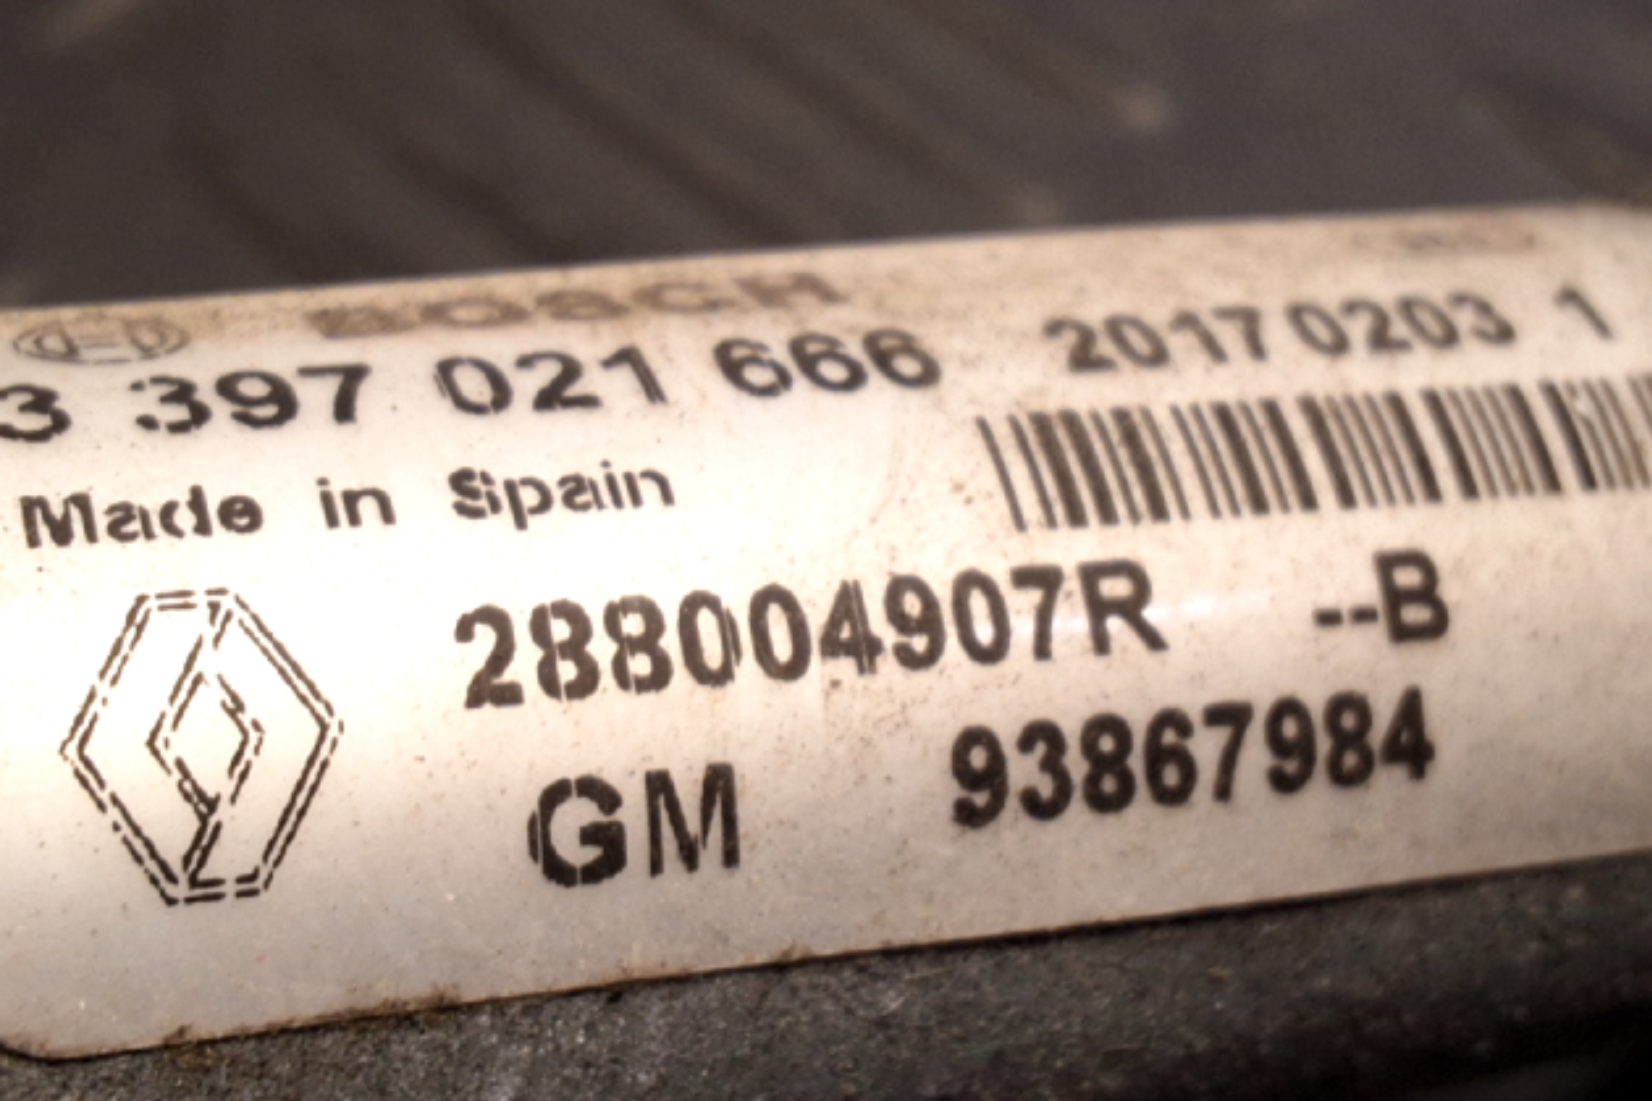 BOSCH
3 397 021 666 20170203 1
Made in Spain
288004907R --B
GM 93867984